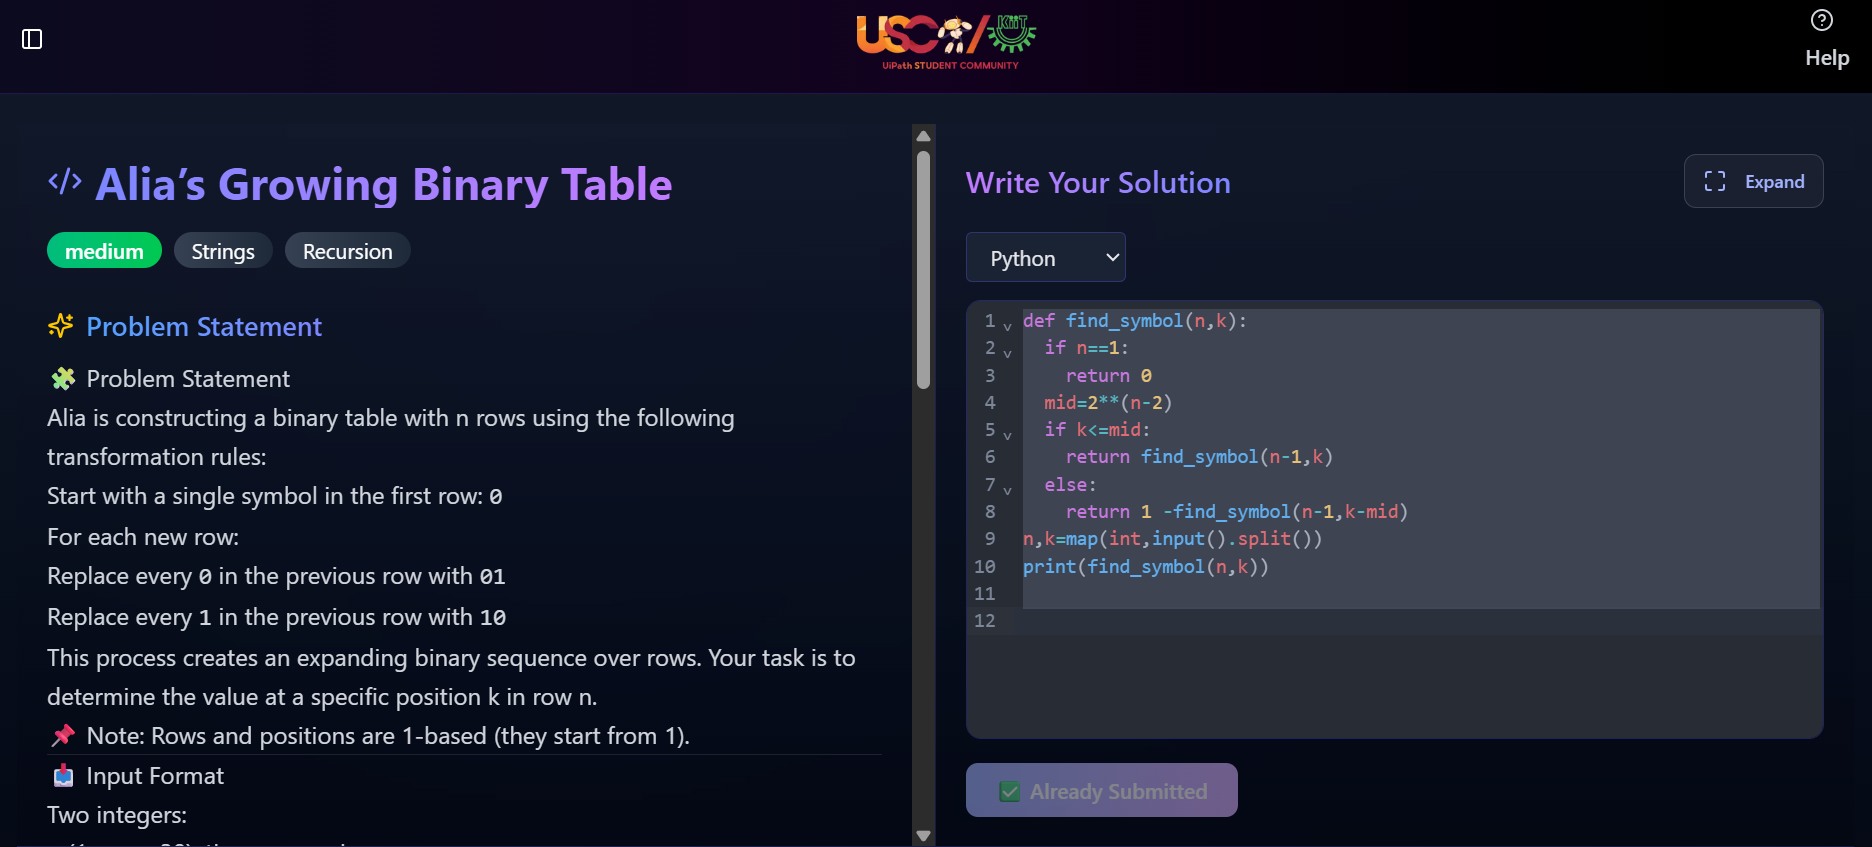 USC/KIIT
UiPath STUDENT COMMUNITY
Help
</> Alia’s Growing Binary Table
medium Strings Recursion
Problem Statement
Problem Statement
Alia is constructing a binary table with n rows using the following
transformation rules:
Start with a single symbol in the first row: 0
For each new row:
Replace every 0 in the previous row with 01
Replace every 1 in the previous row with 10
This process creates an expanding binary sequence over rows. Your task is to
determine the value at a specific position k in row n.
Note: Rows and positions are 1-based (they start from 1).
Input Format
Two integers:
Write Your Solution
Expand
Python
1 def find_symbol(n,k):
2   if n==1:
3     return 0
4   mid=2**(n-2)
5   if k<=mid:
6     return find_symbol(n-1,k)
7   else:
8     return 1 -find_symbol(n-1,k-mid)
9 n,k=map(int,input().split())
10 print(find_symbol(n,k))
11
12
Already Submitted